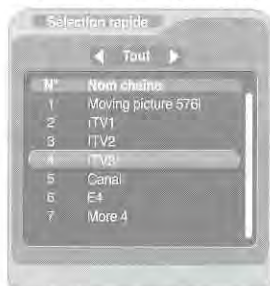 Sélection rapide
Tout
N° Nom chaîne
1 Moving picture 576i
2 ITV1
3 ITV2
4 ITV3
5 Canal
6 E4
7 More 4